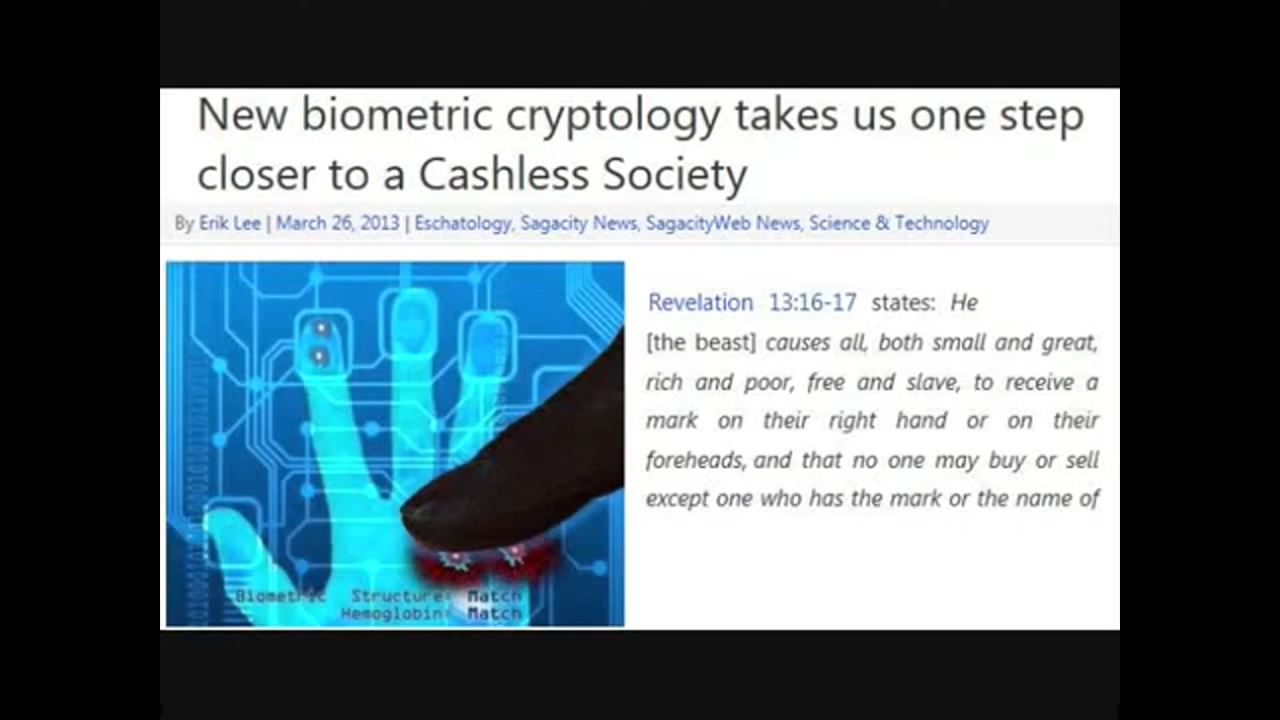 New biometric cryptology takes us one step
closer to a Cashless Society
By Erik Lee | March 26, 2013 | Eschatology, Sagacity News, SagacityWeb News, Science & Technology
Revelation 13:16-17 states: He
[the beast] causes all, both small and great,
rich and poor, free and slave, to receive a
mark on their right hand or on their
foreheads, and that no one may buy or sell
except one who has the mark or the name of
Biometric Structure: Match
Hemoglobin: Match